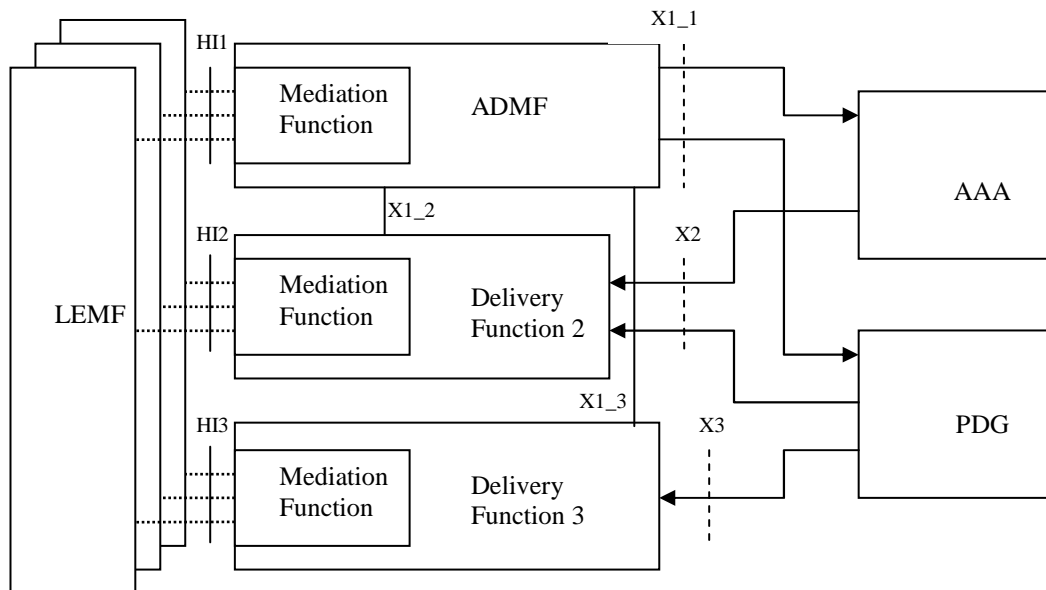 X1_1
HI1
Mediation
Function
ADMF
AAA
X1_2
HI2
X2
Mediation
Function
Delivery
Function 2
LEMF
X1_3
HI3
X3
PDG
Mediation
Function
Delivery
Function 3